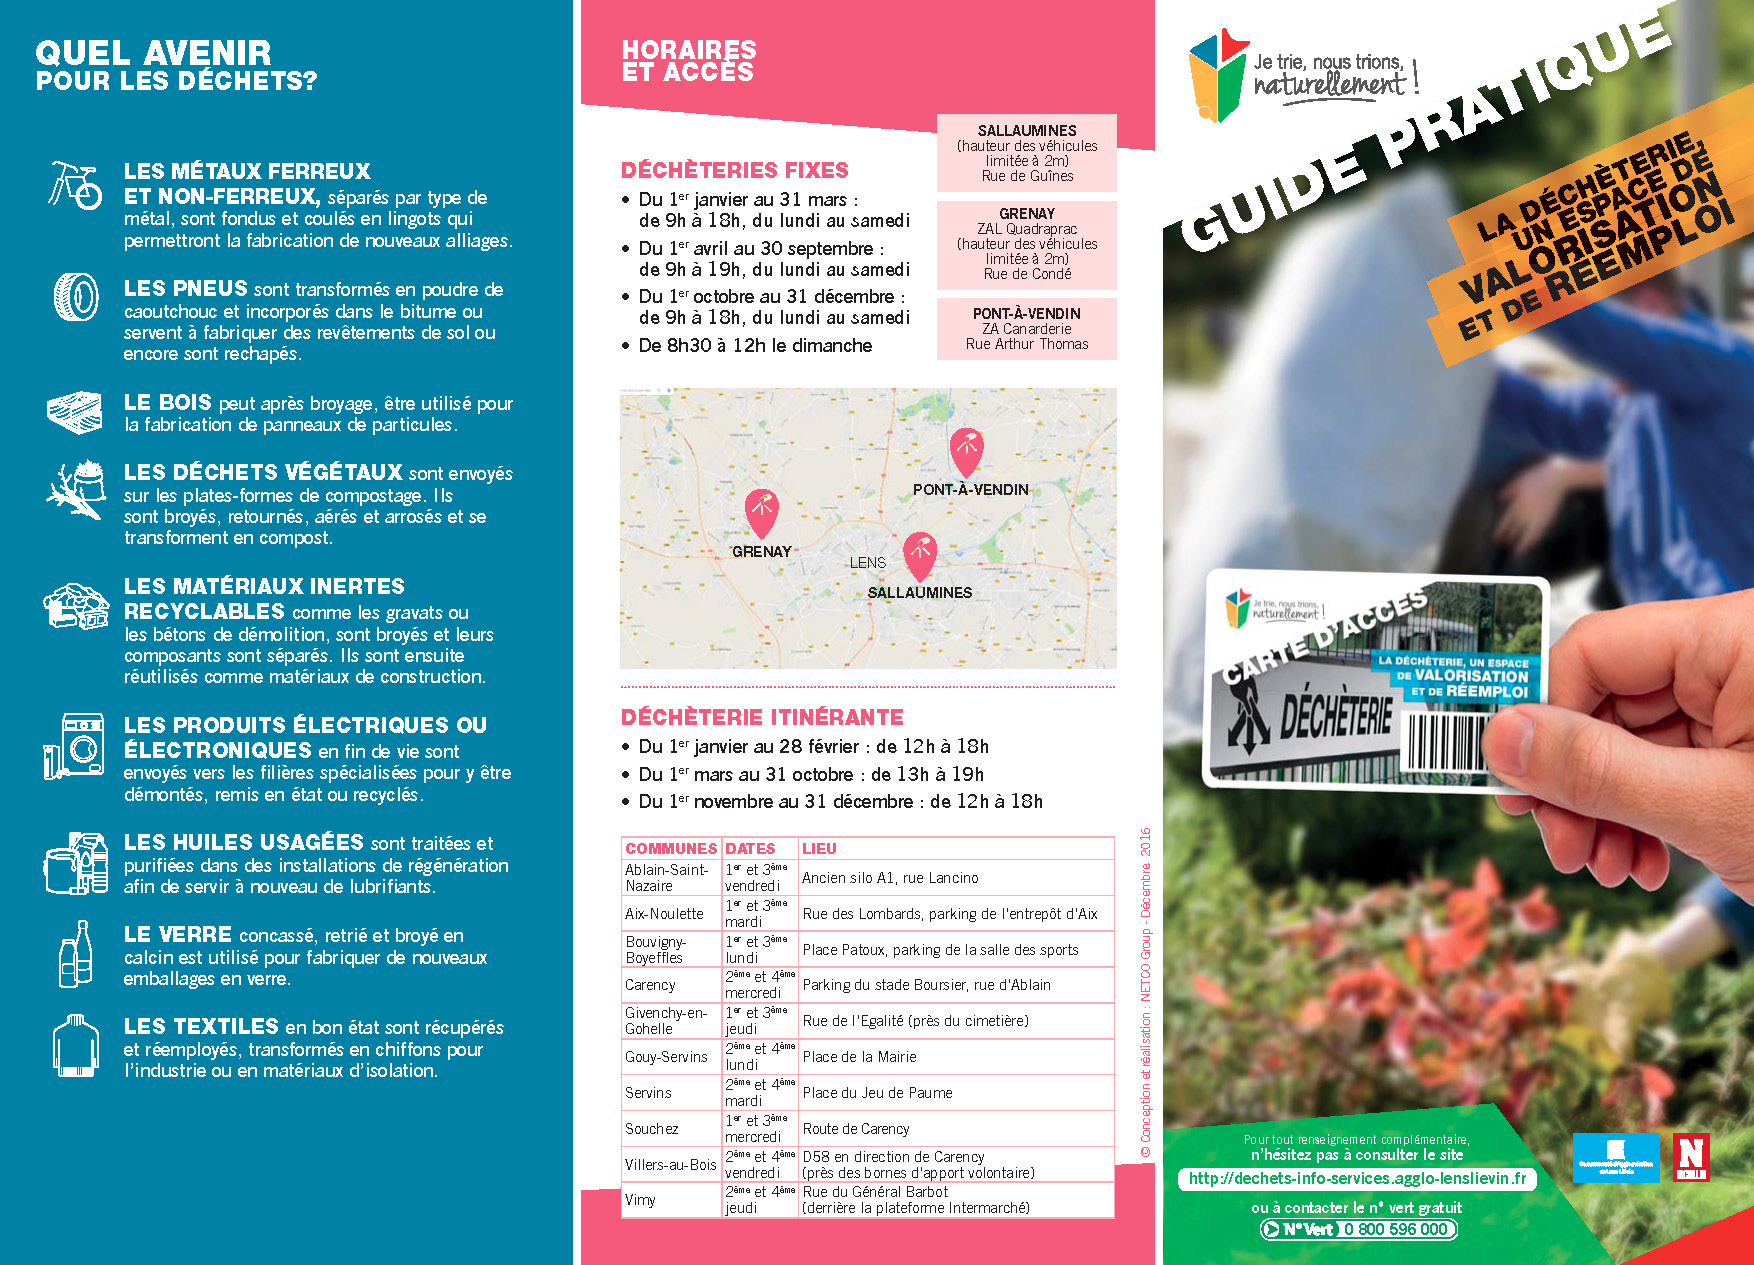 QUEL AVENIR
POUR LES DÉCHETS?
LES MÉTAUX FERREUX
ET NON-FERREUX, séparés par type de
métal, sont fondus et coulés en lingots qui
permettront la fabrication de nouveaux alliages.
LES PNEUS sont transformés en poudre de
caoutchouc et incorporés dans le bitume ou
servent à fabriquer des revêtements de sol ou
encore sont rechapés.
LE BOIS peut après broyage, être utilisé pour
la fabrication de panneaux de particules.
LES DÉCHETS VÉGÉTAUX sont envoyés
sur les plates-formes de compostage. Ils
sont broyés, retournés, aérés et arrosés et se
transforment en compost.
LES MATÉRIAUX INERTES
RECYCLABLES comme les gravats ou
les bétons de démolition, sont broyés et leurs
composants sont séparés. Ils sont ensuite
réutilisés comme matériaux de construction.
LES PRODUITS ÉLECTRIQUES OU
ÉLECTRONIQUES en fin de vie sont
envoyés vers les filières spécialisées pour y être
démontés, remis en état ou recyclés.
LES HUILES USAGÉES sont traitées et
purifiées dans des installations de régénération
afin de servir à nouveau de lubrifiants.
LE VERRE concassé, retrié et broyé en
calcin est utilisé pour fabriquer de nouveaux
emballages en verre.
LES TEXTILES en bon état sont récupérés
et réemployés, transformés en chiffons pour
l'industrie ou en matériaux d'isolation.
HORAIRES
ET ACCÈS
DÉCHÈTERIES FIXES
• Du 1er janvier au 31 mars :
de 9h à 18h, du lundi au samedi
• Du 1er avril au 30 septembre :
de 9h à 19h, du lundi au samedi
• Du 1er octobre au 31 décembre :
de 9h à 18h, du lundi au samedi
• De 8h30 à 12h le dimanche
SALLAUMINES
(hauteur des véhicules
limitée à 2m)
Rue de Guînes
GRENAY
ZAL Quadraprac
(hauteur des véhicules
limitée à 2m)
Rue de Condé
PONT-À-VENDIN
ZA Canarderie
Rue Arthur Thomas
PONT-À-VENDIN
GRENAY
LENS
SALLAUMINES
DÉCHÈTERIE ITINÉRANTE
• Du 1er janvier au 28 février : de 12h à 18h
• Du 1er mars au 31 octobre : de 13h à 19h
• Du 1er novembre au 31 décembre : de 12h à 18h
COMMUNES DATES LIEU
Ablain-Saint-Nazaire 1er et 3ème vendredi Ancien silo A1, rue Lancino
Aix-Noulette 1er et 3ème mardi Rue des Lombards, parking de l'entrepôt d'Aix
Bouvigny-Boyeffles 1er et 3ème lundi Place Patoux, parking de la salle des sports
Carency 2ème et 4ème mercredi Parking du stade Boursier, rue d'Ablain
Givenchy-en-Gohelle 1er et 3ème jeudi Rue de l'Egalité (près du cimetière)
Gouy-Servins 2ème et 4ème lundi Place de la Mairie
Servins 2ème et 4ème mardi Place du Jeu de Paume
Souchez 1er et 3ème mercredi Route de Carency
Villers-au-Bois 2ème et 4ème vendredi D58 en direction de Carency (près des bornes d'apport volontaire)
Vimy 2ème et 4ème jeudi Rue du Général Barbot (derrière la plateforme Intermarché)
© Conception et réalisation - NETCO Group - Décembre 2016
Je trie, nous trions,
naturellement !
GUIDE PRATIQUE
LA DÉCHÈTERIE,
UN ESPACE DE
VALORISATION
ET DE RÉEMPLOI
Je trie, nous trions,
naturellement !
CARTE D'ACCÈS
LA DÉCHÈTERIE, UN ESPACE
DE VALORISATION
ET DE RÉEMPLOI
DÉCHÈTERIE
Pour tout renseignement complémentaire,
n'hésitez pas à consulter le site
http://dechets-info-services.agglo-lenslievin.fr
ou à contacter le n° vert gratuit
N°Vert 0 800 596 000
N